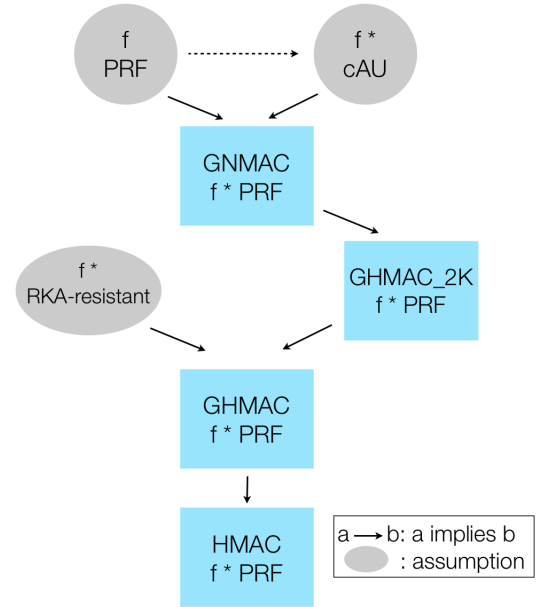 f
PRF
f *
cAU
GNMAC
f * PRF
GHMAC_2K
f * PRF
f *
RKA-resistant
GHMAC
f * PRF
HMAC
f * PRF
a b: a implies b
: assumption